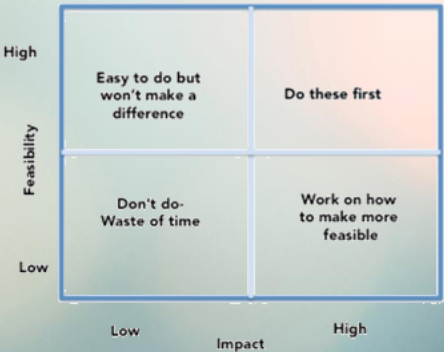 High
Easy to do but
won't make a
difference
Do these first
Feasibility
Don't do-
Waste of time
Work on how
to make more
feasible
Low
Low
High
Impact